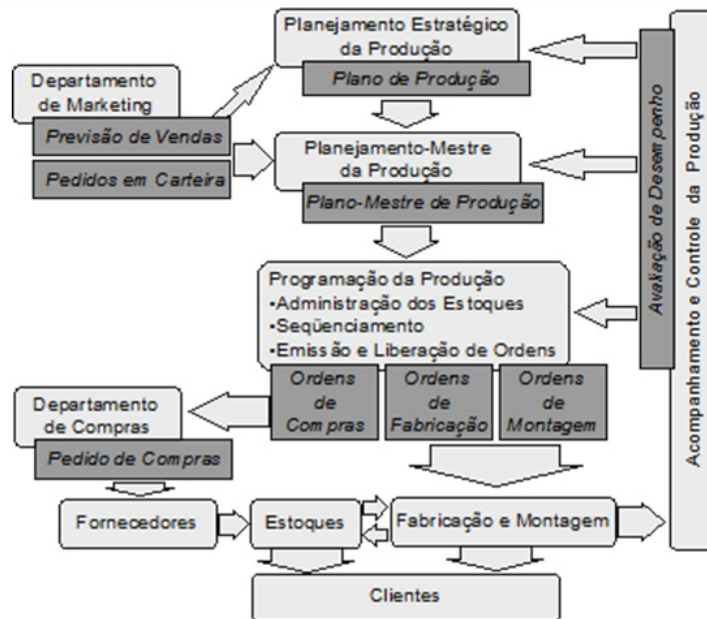 Planejamento Estratégico
da Produção
Plano de Produção
Departamento
de Marketing
Previsão de Vendas
Pedidos em Carteira
Planejamento-Mestre
da Produção
Plano-Mestre de Produção
Programação da Produção
•Administração dos Estoques
•Seqüenciamento
•Emissão e Liberação de Ordens
Ordens
de
Compras
Ordens
de
Fabricação
Ordens
de
Montagem
Departamento
de Compras
Pedido de Compras
Fornecedores
Estoques
Fabricação e Montagem
Clientes
Avaliação de Desempenho
Acompanhamento e Controle da Produção